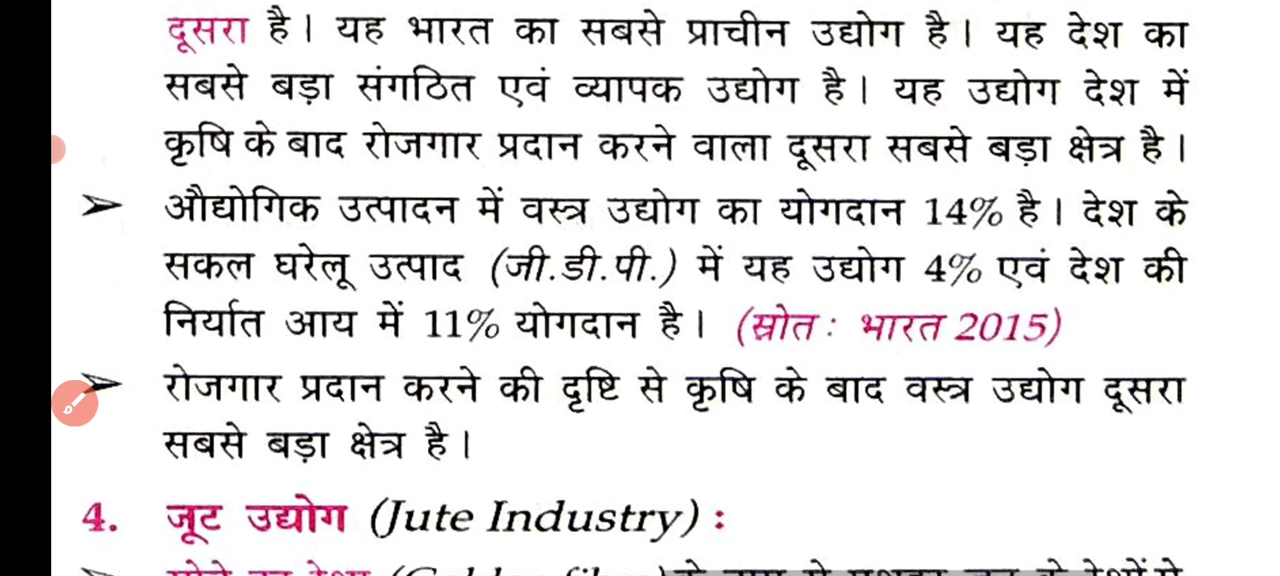 दूसरा है। यह भारत का सबसे प्राचीन उद्योग है। यह देश का
सबसे बड़ा संगठित एवं व्यापक उद्योग है। यह उद्योग देश में
कृषि के बाद रोजगार प्रदान करने वाला दूसरा सबसे बड़ा क्षेत्र है।
➢ औद्योगिक उत्पादन में वस्त्र उद्योग का योगदान 14% है। देश के
सकल घरेलू उत्पाद (जी.डी.पी.) में यह उद्योग 4% एवं देश की
निर्यात आय में 11% योगदान है। (स्रोत : भारत 2015)
➢ रोजगार प्रदान करने की दृष्टि से कृषि के बाद वस्त्र उद्योग दूसरा
सबसे बड़ा क्षेत्र है।
4. जूट उद्योग (Jute Industry) :